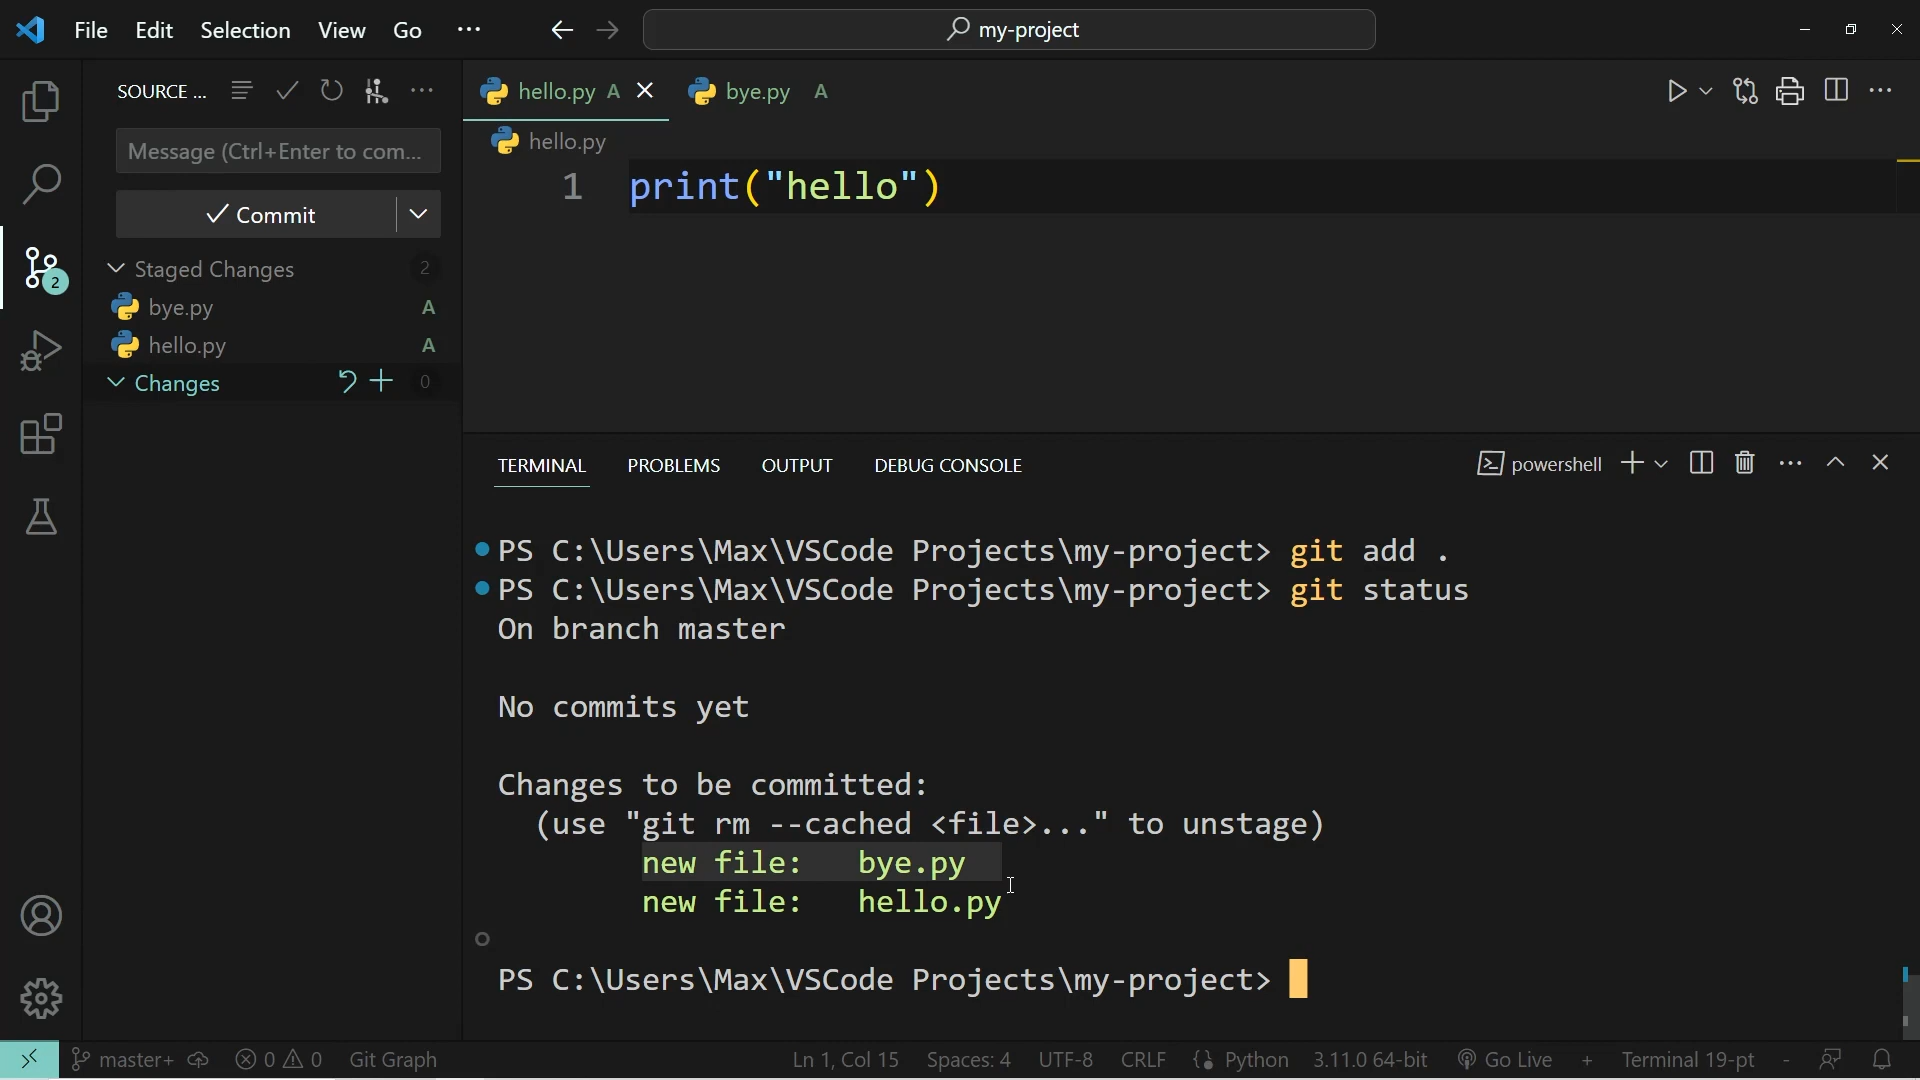 File Edit Selection View Go ··· my-project
SOURCE ...
hello.py A bye.py A
Message (Ctrl+Enter to com...
hello.py
1 print("hello")
Commit
Staged Changes 2
2
bye.py A
hello.py A
Changes 0
TERMINAL PROBLEMS OUTPUT DEBUG CONSOLE powershell
PS C:\Users\Max\VSCode Projects\my-project> git add .
PS C:\Users\Max\VSCode Projects\my-project> git status
On branch master
No commits yet
Changes to be committed:
(use "git rm --cached <file>..." to unstage)
new file: bye.py
new file: hello.py
PS C:\Users\Max\VSCode Projects\my-project>
master+ 0 0 Git Graph Ln 1, Col 15 Spaces: 4 UTF-8 CRLF Python 3.11.0 64-bit Go Live + Terminal 19-pt -